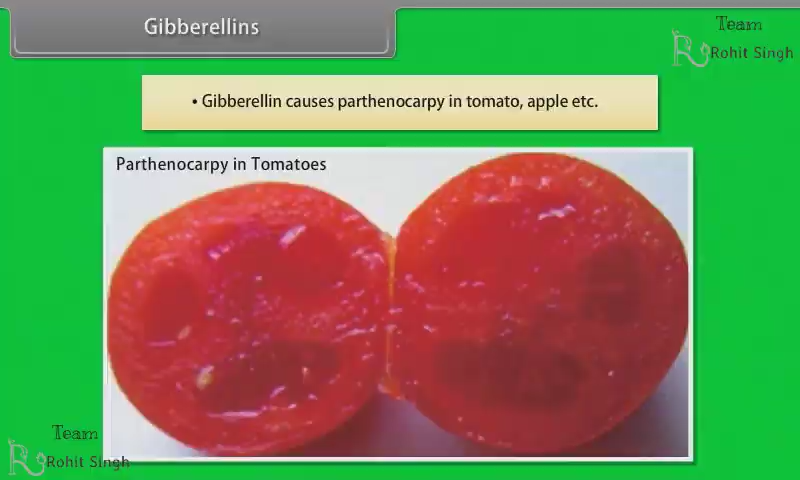 Gibberellins
Team
Rohit Singh
• Gibberellin causes parthenocarpy in tomato, apple etc.
Parthenocarpy in Tomatoes
Team
Rohit Singh